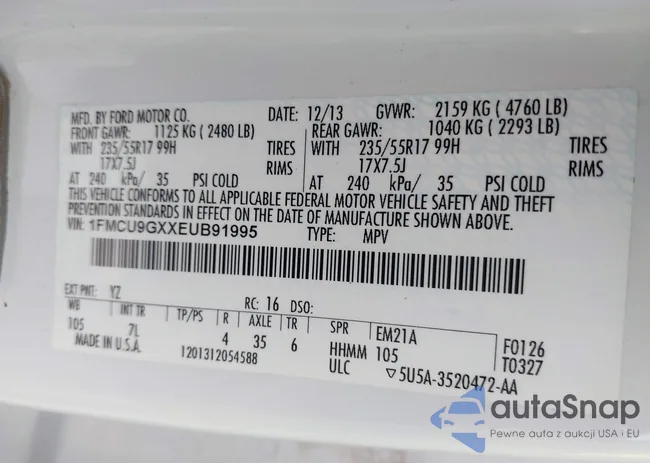 MFD. BY FORD MOTOR CO. DATE: 12/13 GVWR: 2159 KG ( 4760 LB)
FRONT GAWR: 1125 KG ( 2480 LB) REAR GAWR: 1040 KG ( 2293 LB)
WITH 235/55R17 99H TIRES WITH 235/55R17 99H TIRES
17X7.5J RIMS 17X7.5J RIMS
AT 240 kPa/ 35 PSI COLD AT 240 kPa/ 35 PSI COLD
THIS VEHICLE CONFORMS TO ALL APPLICABLE FEDERAL MOTOR VEHICLE SAFETY AND THEFT
PREVENTION STANDARDS IN EFFECT ON THE DATE OF MANUFACTURE SHOWN ABOVE.
VIN: 1FMCU9GXXEUB91995 TYPE: MPV
EXT PNT: YZ RC: 16 DSO:
WB INT TR TP/PS R AXLE TR SPR EM21A F0126
105 7L 4 35 6 HHMM 105 T0327
MADE IN U.S.A. 1201312054588 ULC ▽5U5A-3520472-AA
autaSnap
Pewne auta z aukcji USA i EU